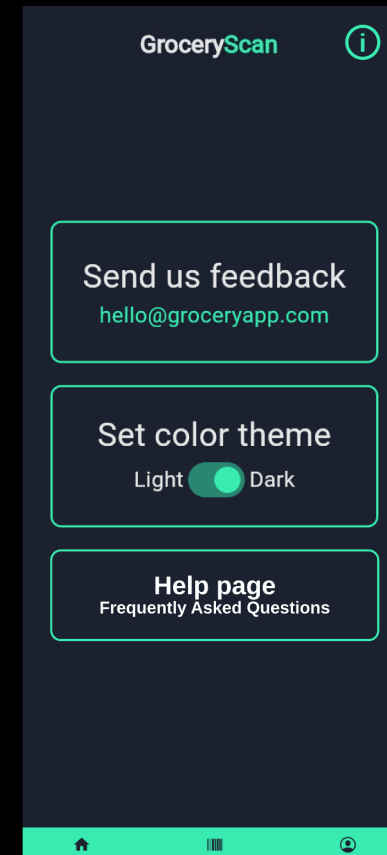 GroceryScan
Send us feedback
hello@groceryapp.com
Set color theme
Light Dark
Help page
Frequently Asked Questions